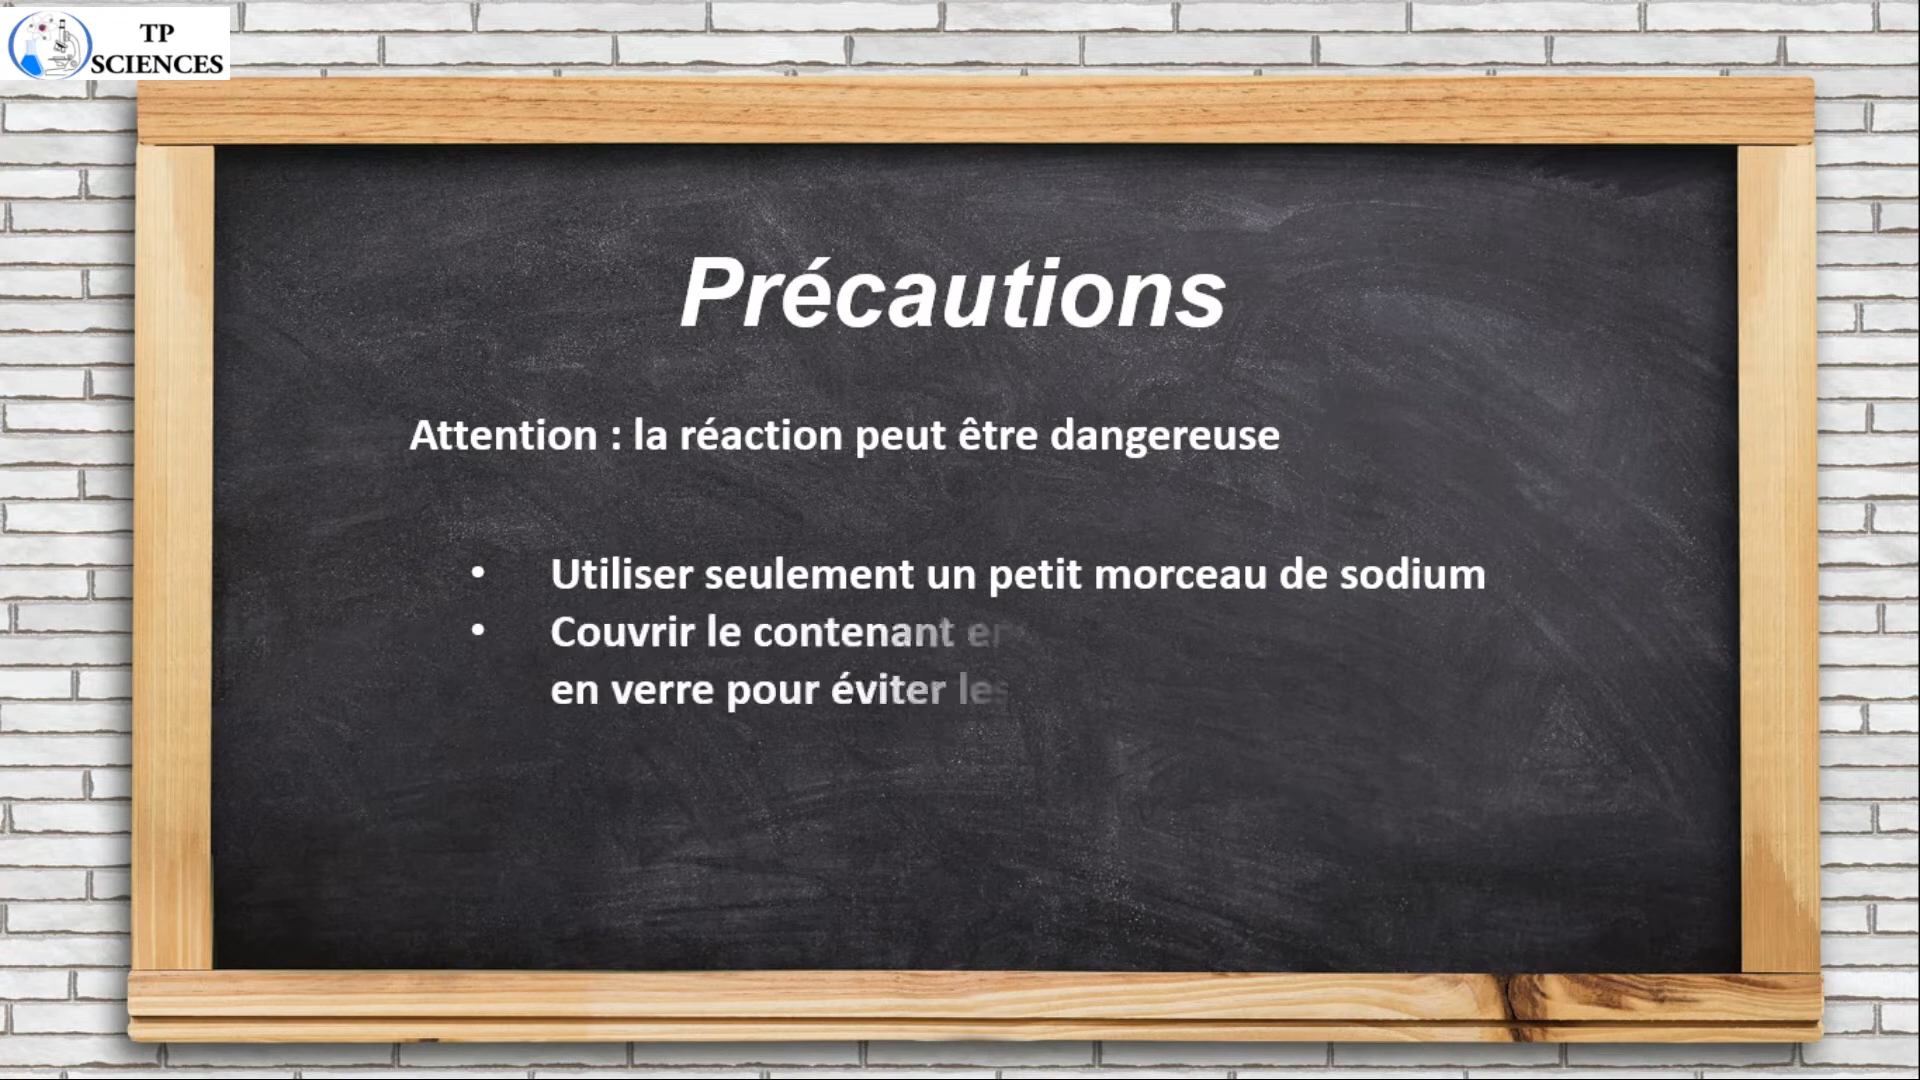 TP
SCIENCES
Précautions
Attention : la réaction peut être dangereuse
• Utiliser seulement un petit morceau de sodium
• Couvrir le contenant
en verre pour éviter les